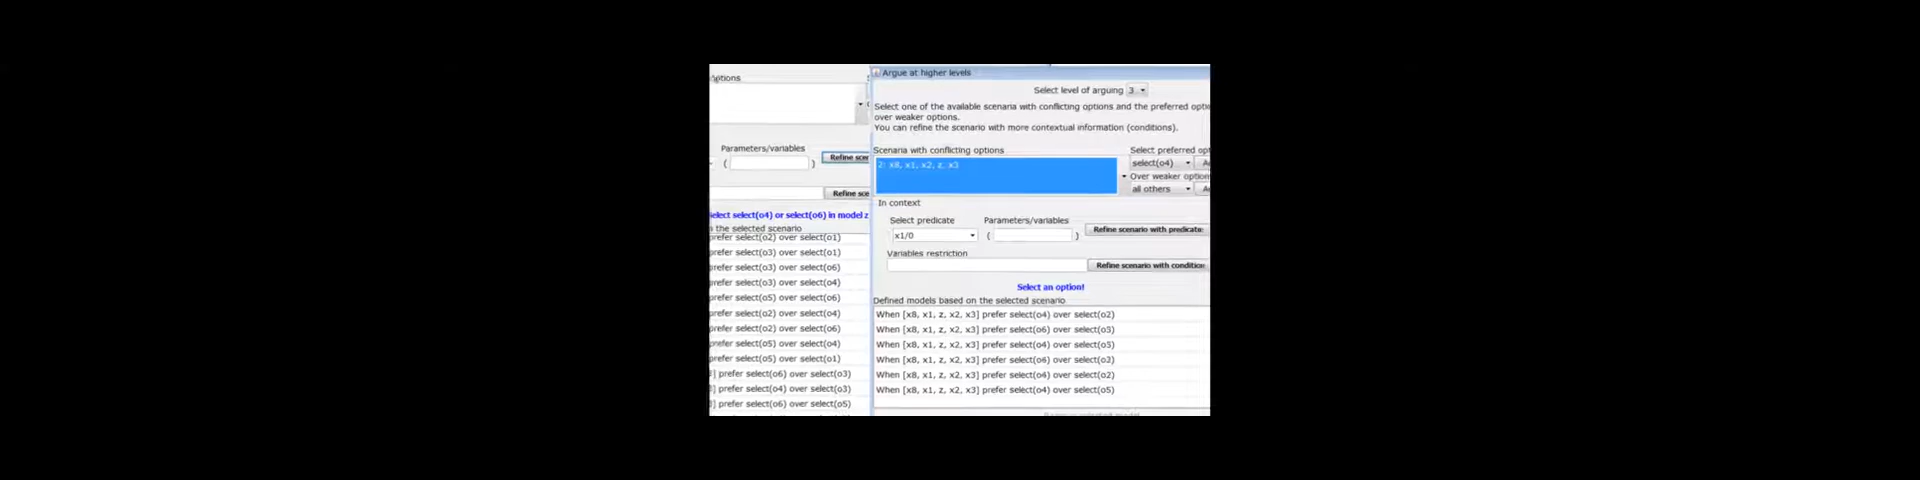 options
Parameters/variables
( )
Refine scen
Refine sce
select select(o4) or select(o6) in model z
the selected scenario
prefer select(o2) over select(o1)
prefer select(o3) over select(o1)
prefer select(o3) over select(o6)
prefer select(o3) over select(o4)
prefer select(o5) over select(o6)
prefer select(o2) over select(o4)
prefer select(o2) over select(o6)
prefer select(o5) over select(o4)
prefer select(o5) over select(o1)
] prefer select(o6) over select(o3)
] prefer select(o4) over select(o3)
] prefer select(o6) over select(o5)
Argue at higher levels
Select level of arguing 3
Select one of the available scenaria with conflicting options and the preferred optio
over weaker options.
You can refine the scenario with more contextual information (conditions).
Scenaria with conflicting options
Select preferred opt
2: x8, x1, x2, z, x3
select(o4)
Over weaker option
all others
In context
Select predicate
Parameters/variables
x1/0
( )
Refine scenario with predicate
Variables restriction
Refine scenario with condition
Select an option!
Defined models based on the selected scenario
When [x8, x1, z, x2, x3] prefer select(o4) over select(o2)
When [x8, x1, z, x2, x3] prefer select(o6) over select(o5)
When [x8, x1, z, x2, x3] prefer select(o4) over select(o3)
When [x8, x1, z, x2, x3] prefer select(o6) over select(o3)
When [x8, x1, z, x2, x3] prefer select(o4) over select(o2)
When [x8, x1, z, x2, x3] prefer select(o4) over select(o5)